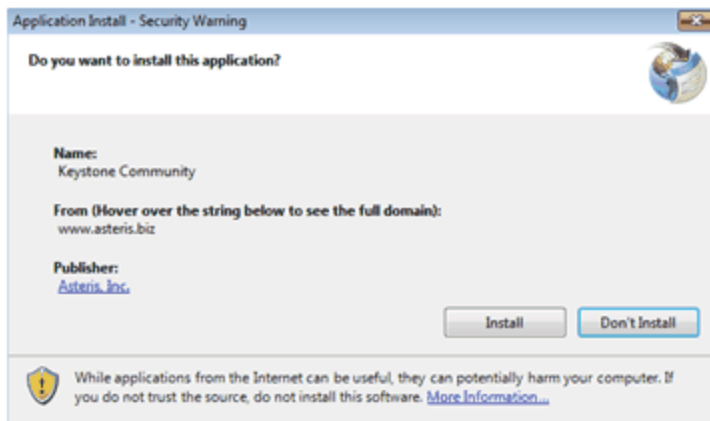 Application Install - Security Warning
Do you want to install this application?
Name:
Keystone Community
From (Hover over the string below to see the full domain):
www.asteris.biz
Publisher:
Asteris, Inc.
Install
Don't Install
While applications from the Internet can be useful, they can potentially harm your computer. If
you do not trust the source, do not install this software. More Information...